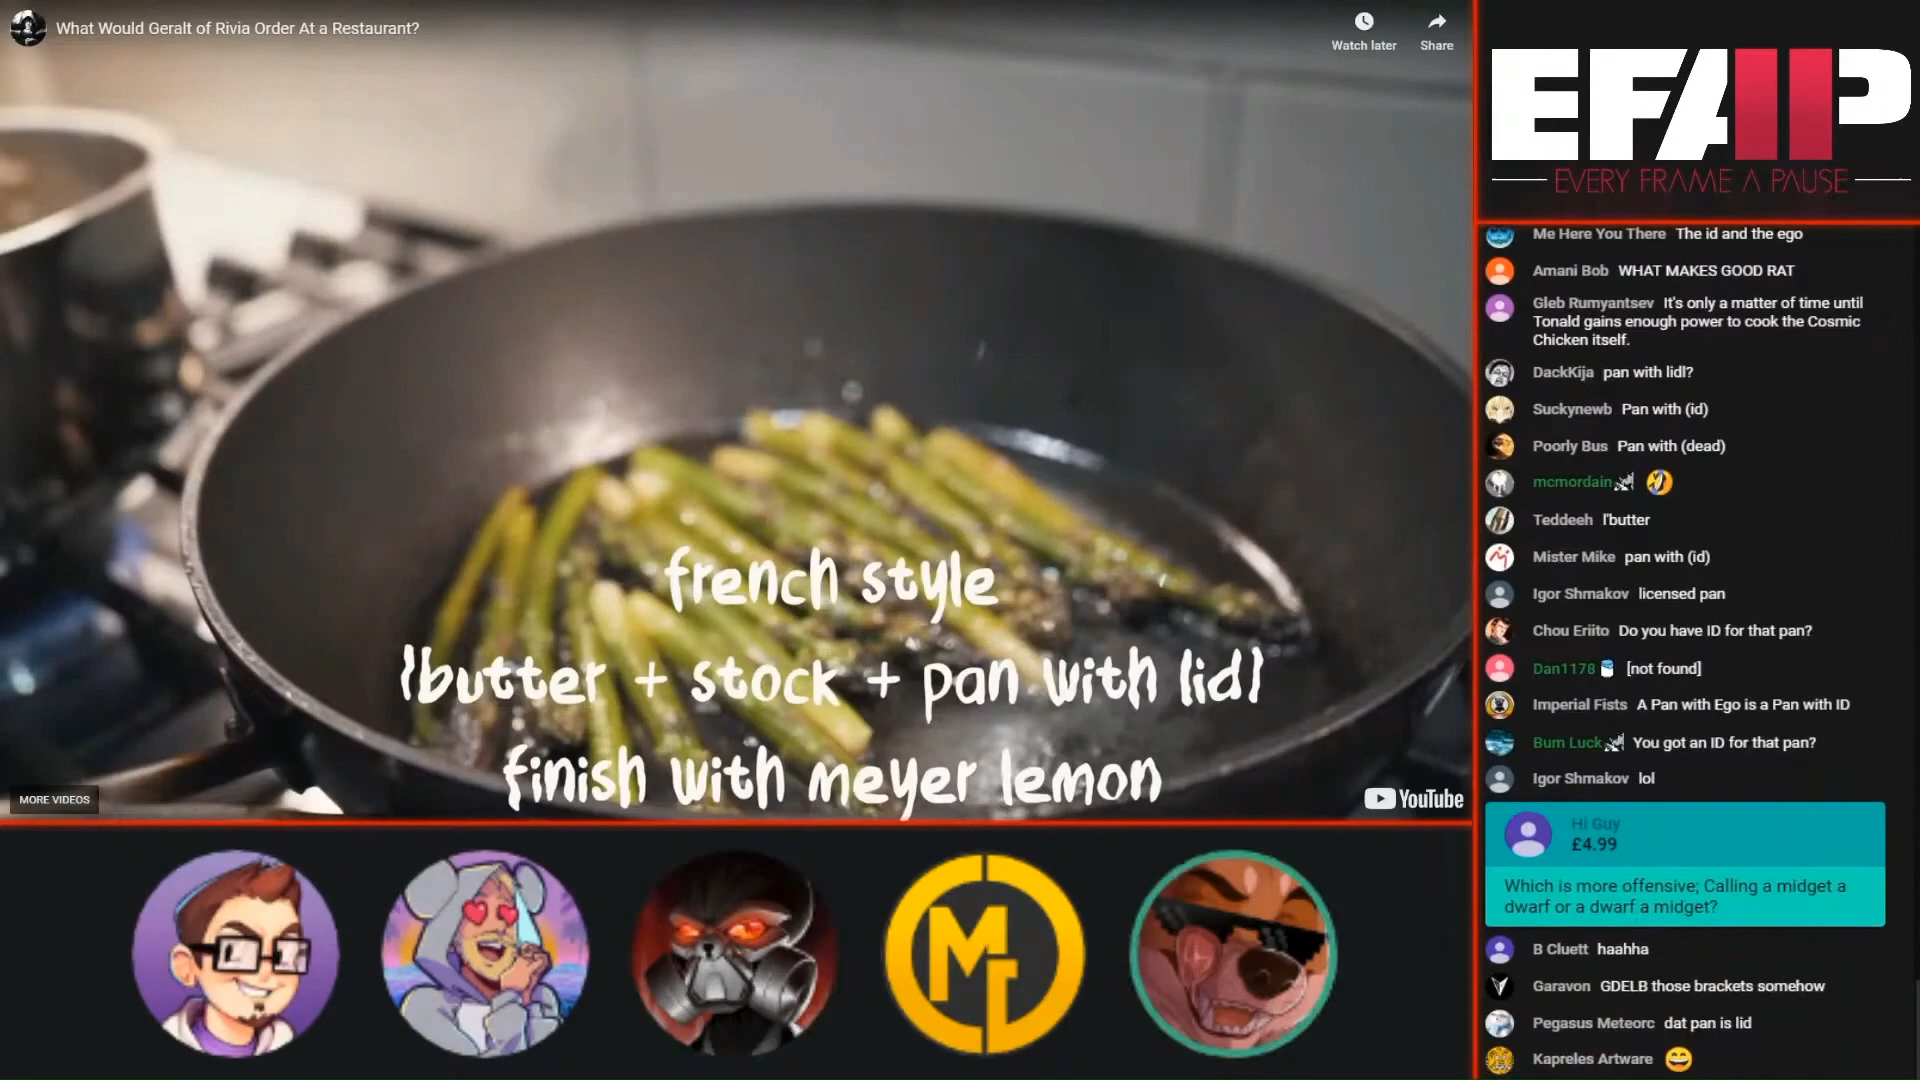 What Would Geralt of Rivia Order At a Restaurant?
Watch later
Share
french style
(butter + stock + pan with lid)
finish with meyer lemon
MORE VIDEOS
YouTube
EFAP
EVERY FRAME A PAUSE
Me Here You There The id and the ego
Amani Bob WHAT MAKES GOOD RAT
Gleb Rumyantsev It's only a matter of time until
Tonald gains enough power to cook the Cosmic
Chicken itself.
DackKija pan with lidl?
Suckynewb Pan with (id)
Poorly Bus Pan with (dead)
mcmordain
Teddeeh l'butter
Mister Mike pan with (id)
Igor Shmakov licensed pan
Chou Eriito Do you have ID for that pan?
Dan1178 [not found]
Imperial Fists A Pan with Ego is a Pan with ID
Bum Luck You got an ID for that pan?
Igor Shmakov lol
Hi Guy
£4.99
Which is more offensive; Calling a midget a
dwarf or a dwarf a midget?
B Cluett haahha
Garavon GDELB those brackets somehow
Pegasus Meteorc dat pan is lid
Kapreles Artware